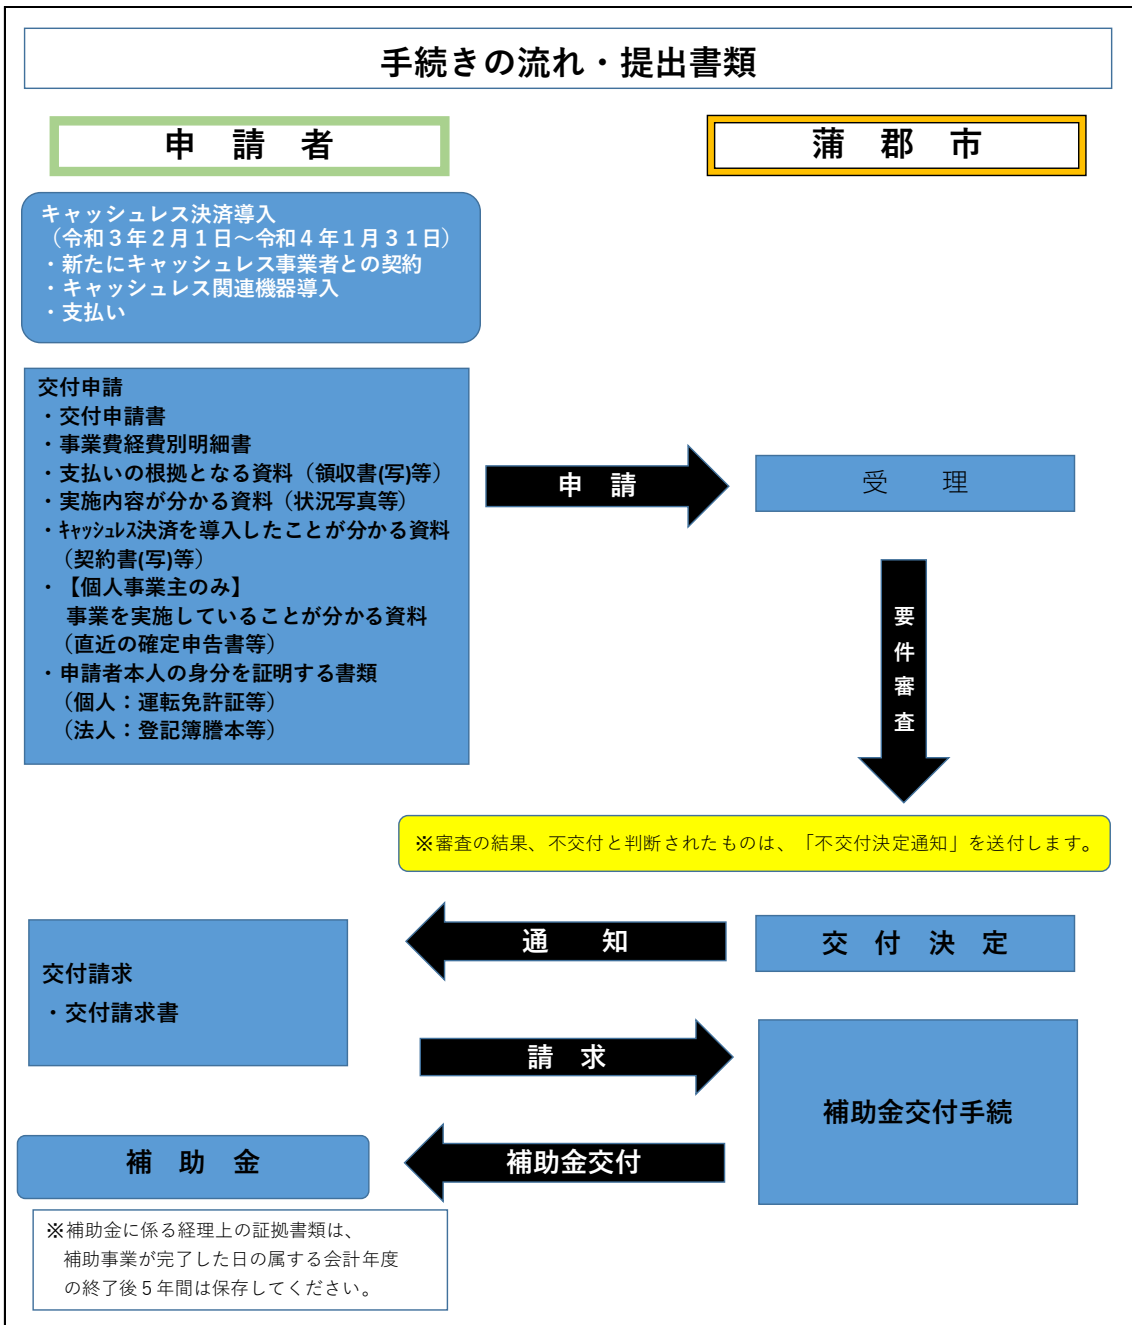 手続きの流れ・提出書類
申 請 者
蒲 郡 市
キャッシュレス決済導入
（令和３年２月１日～令和４年１月３１日）
・新たにキャッシュレス事業者との契約
・キャッシュレス関連機器導入
・支払い
交付申請
・交付申請書
・事業費経費別明細書
・支払いの根拠となる資料（領収書(写)等）
・実施内容が分かる資料（状況写真等）
・ｷｬｯｼｭﾚｽ決済を導入したことが分かる資料
（契約書(写)等）
・【個人事業主のみ】
事業を実施していることが分かる資料
（直近の確定申告書等）
・申請者本人の身分を証明する書類
（個人：運転免許証等）
（法人：登記簿謄本等）
申 請
受 理
要件審査
※審査の結果、不交付と判断されたものは、「不交付決定通知」を送付します。
通 知
交 付 決 定
交付請求
・交付請求書
請 求
補助金交付手続
補助金交付
補 助 金
※補助金に係る経理上の証拠書類は、
補助事業が完了した日の属する会計年度
の終了後５年間は保存してください。